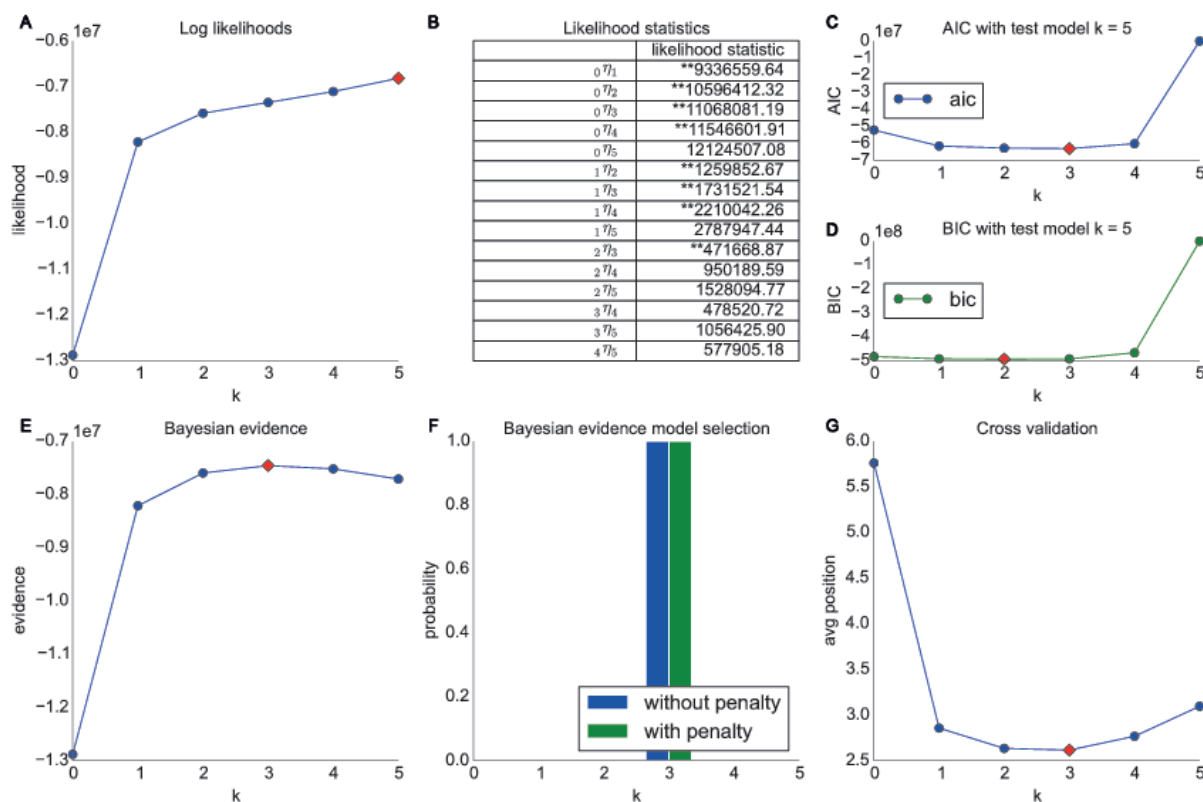 A
Log likelihoods
1e7
−0.6
−0.7
−0.8
−0.9
−1.0
−1.1
−1.2
−1.3
likelihood
0 1 2 3 4 5
k
B
Likelihood statistics
likelihood statistic
0η1 **9336559.64
0η2 **10596412.32
0η3 **11068081.19
0η4 **11546601.91
0η5 12124507.08
1η2 **1259852.67
1η3 **1731521.54
1η4 **2210042.26
1η5 2787947.44
2η3 **471668.87
2η4 950189.59
2η5 1528094.77
3η4 478520.72
3η5 1056425.90
4η5 577905.18
C
AIC with test model k = 5
1e7
0
−1
−2
−3
−4
−5
−6
−7
AIC
aic
0 1 2 3 4 5
k
D
BIC with test model k = 5
1e8
0
−1
−2
−3
−4
−5
BIC
bic
0 1 2 3 4 5
k
E
Bayesian evidence
1e7
−0.7
−0.8
−0.9
−1.0
−1.1
−1.2
−1.3
evidence
0 1 2 3 4 5
k
F
Bayesian evidence model selection
1.0
0.8
0.6
0.4
0.2
0.0
probability
without penalty
with penalty
0 1 2 3 4 5
k
G
Cross validation
6.0
5.5
5.0
4.5
4.0
3.5
3.0
2.5
avg position
0 1 2 3 4 5
k